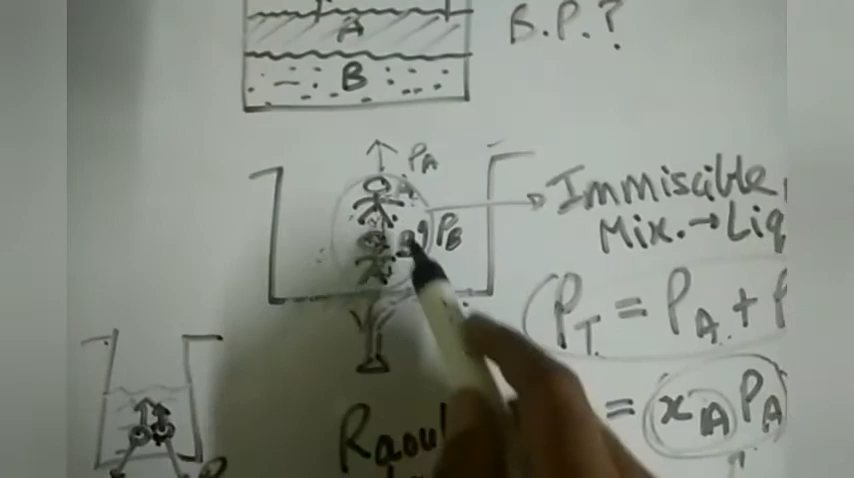 A
B
B.P.?
PA
A
B PB
Immiscible
Mix. → Liq
PT = PA + P
= xA PA
Raoul